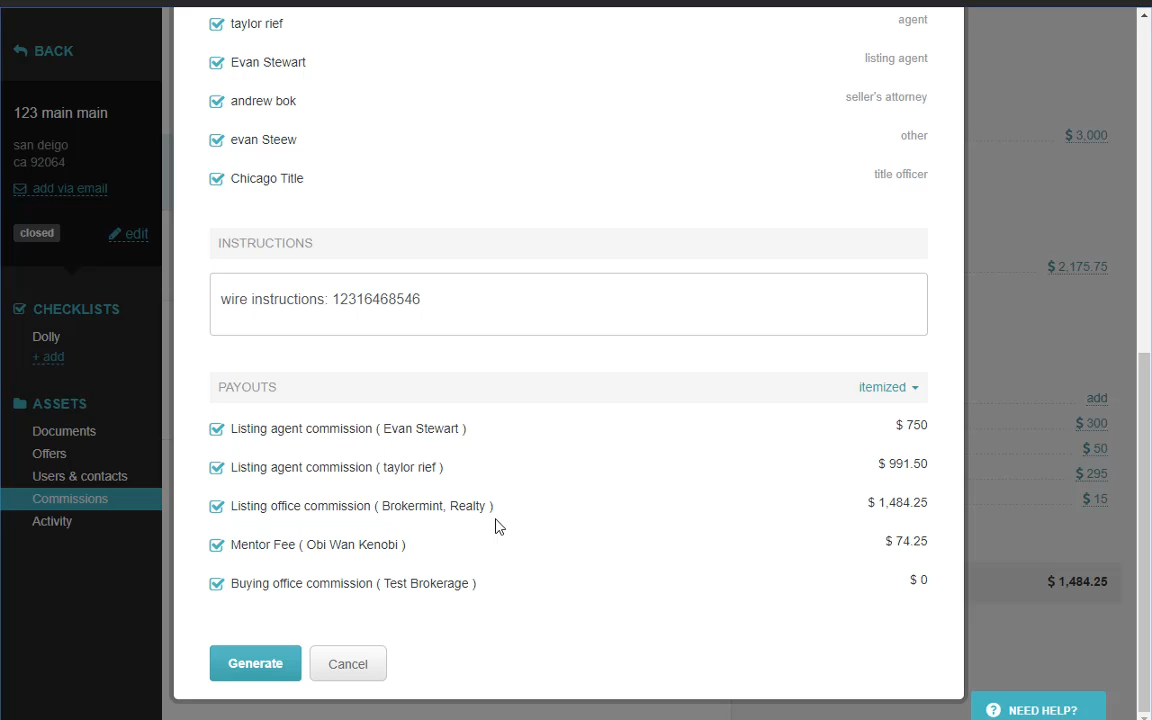 BACK
123 main main
san deigo
ca 92064
add via email
closed
edit
CHECKLISTS
Dolly
+ add
ASSETS
Documents
Offers
Users & contacts
Commissions
Activity
taylor rief agent
Evan Stewart listing agent
andrew bok seller's attorney
evan Steew other
Chicago Title title officer
INSTRUCTIONS
wire instructions: 12316468546
PAYOUTS itemized
Listing agent commission ( Evan Stewart ) $ 750
Listing agent commission ( taylor rief ) $ 991.50
Listing office commission ( Brokermint, Realty ) $ 1,484.25
Mentor Fee ( Obi Wan Kenobi ) $ 74.25
Buying office commission ( Test Brokerage ) $ 0
Generate Cancel
$ 3,000
$ 2,175.75
add
$ 300
$ 50
$ 295
$ 15
$ 1,484.25
? NEED HELP?